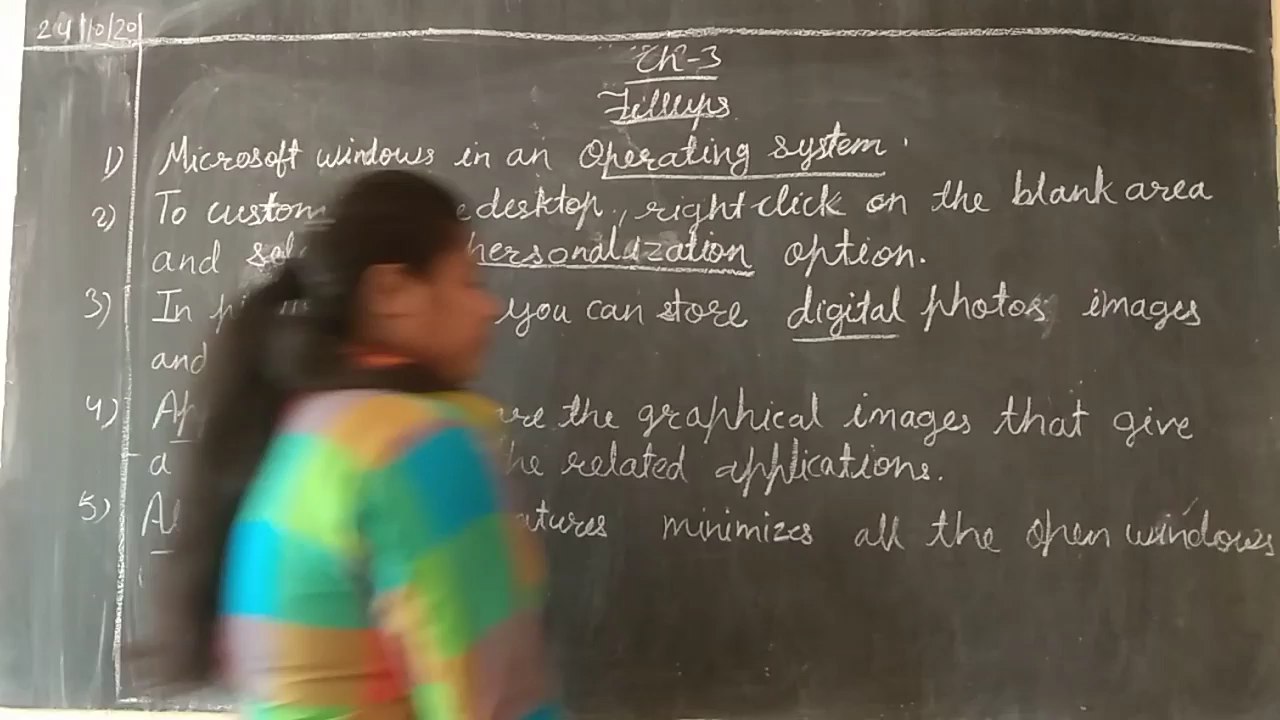 24/10/20
Ch-3
Fillups
1) Microsoft windows in an Operating system.
2) To custom desktop, right click on the blank area
and personalization option.
3) In you can store digital photos images
and
4) are the graphical images that give
a the related applications.
5) minimizes all the open windows